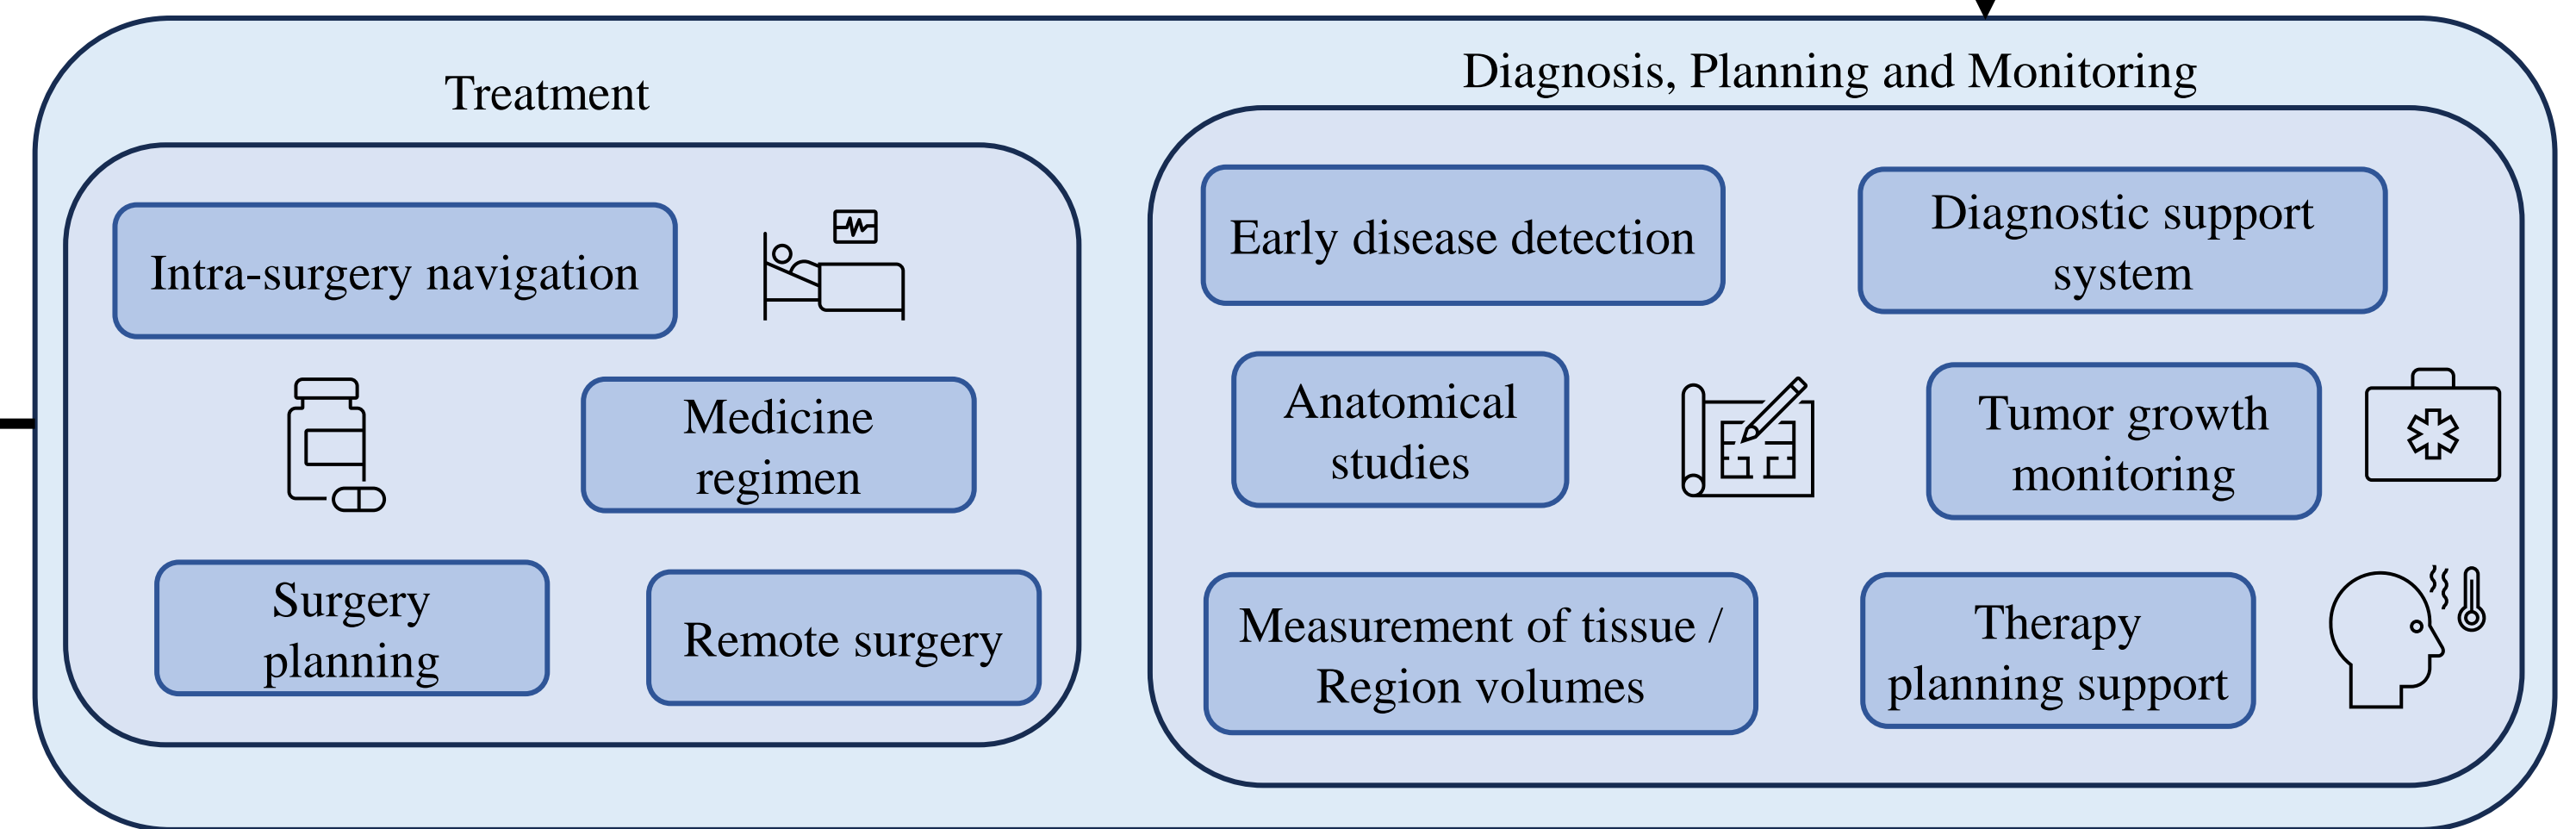 Treatment
Intra-surgery navigation
Medicine
regimen
Surgery
planning
Remote surgery
Diagnosis, Planning and Monitoring
Early disease detection
Diagnostic support
system
Anatomical
studies
Tumor growth
monitoring
Measurement of tissue /
Region volumes
Therapy
planning support